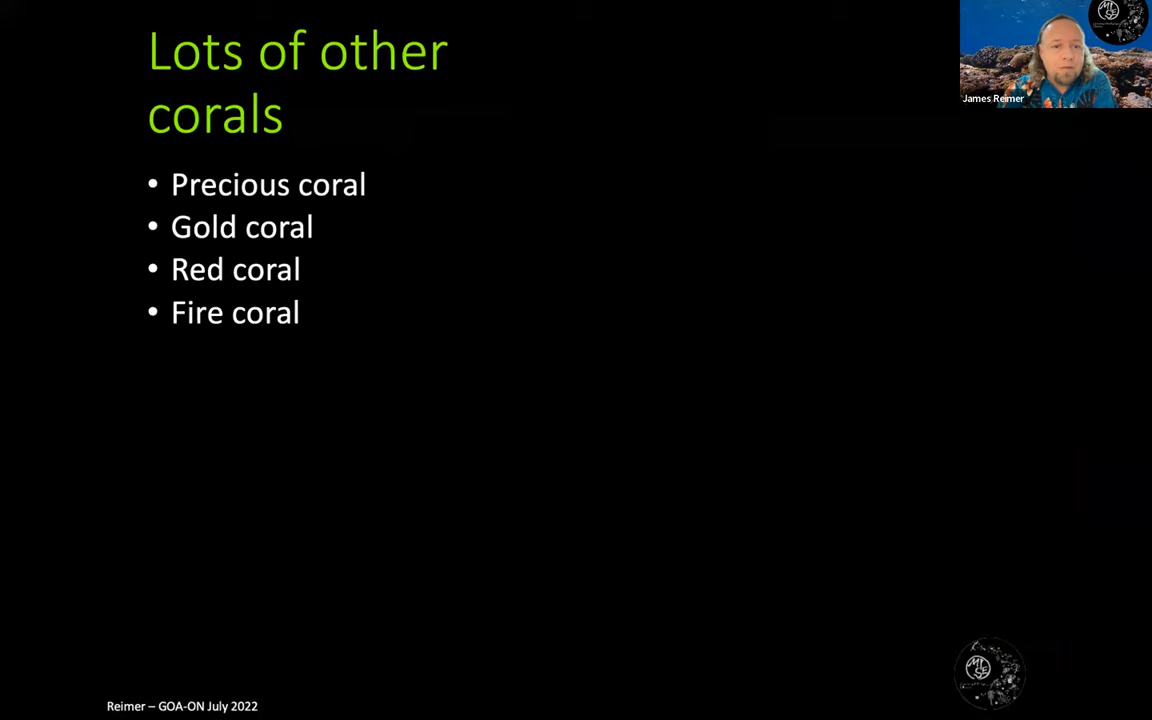 Lots of other
corals
• Precious coral
• Gold coral
• Red coral
• Fire coral
James Reimer
Reimer – GOA-ON July 2022
MISE